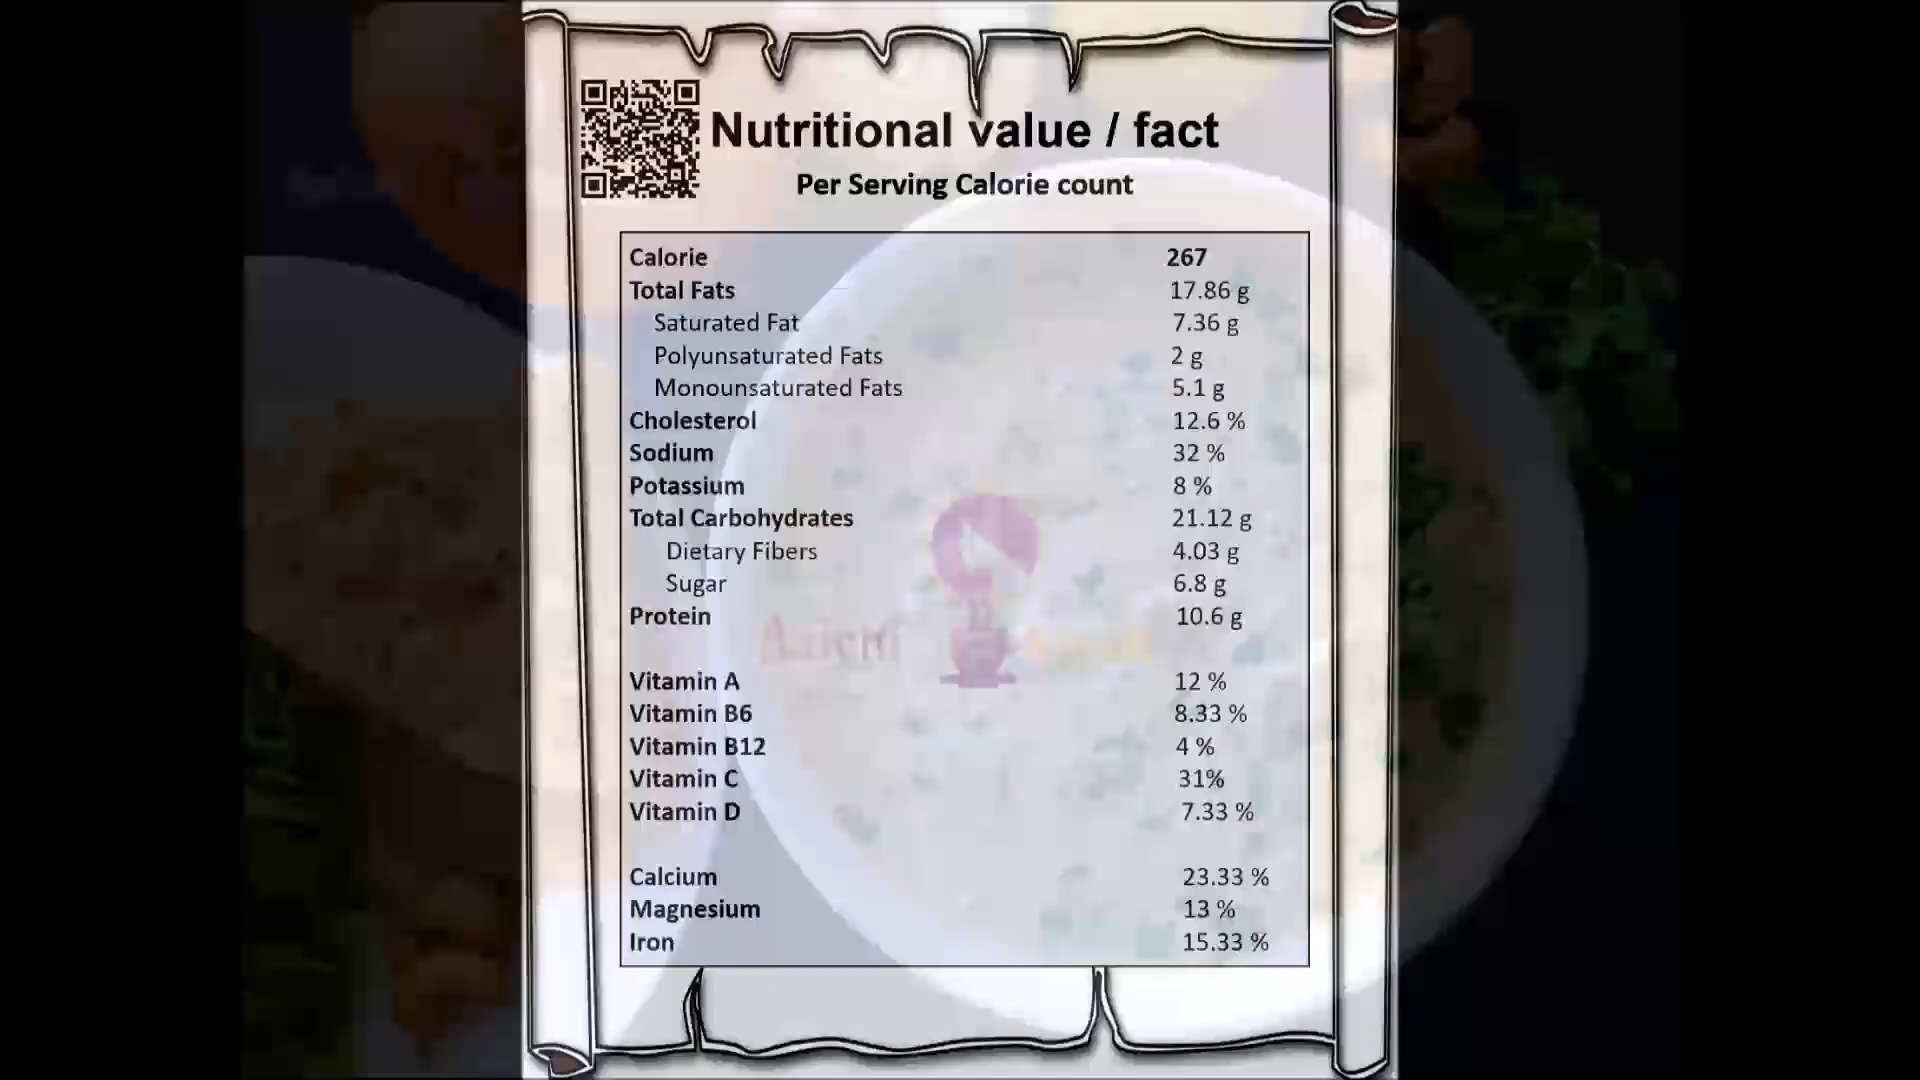 Nutritional value / fact
Per Serving Calorie count
Calorie 267
Total Fats 17.86 g
Saturated Fat 7.36 g
Polyunsaturated Fats 2 g
Monounsaturated Fats 5.1 g
Cholesterol 12.6 %
Sodium 32 %
Potassium 8 %
Total Carbohydrates 21.12 g
Dietary Fibers 4.03 g
Sugar 6.8 g
Protein 10.6 g
Vitamin A 12 %
Vitamin B6 8.33 %
Vitamin B12 4 %
Vitamin C 31%
Vitamin D 7.33 %
Calcium 23.33 %
Magnesium 13 %
Iron 15.33 %